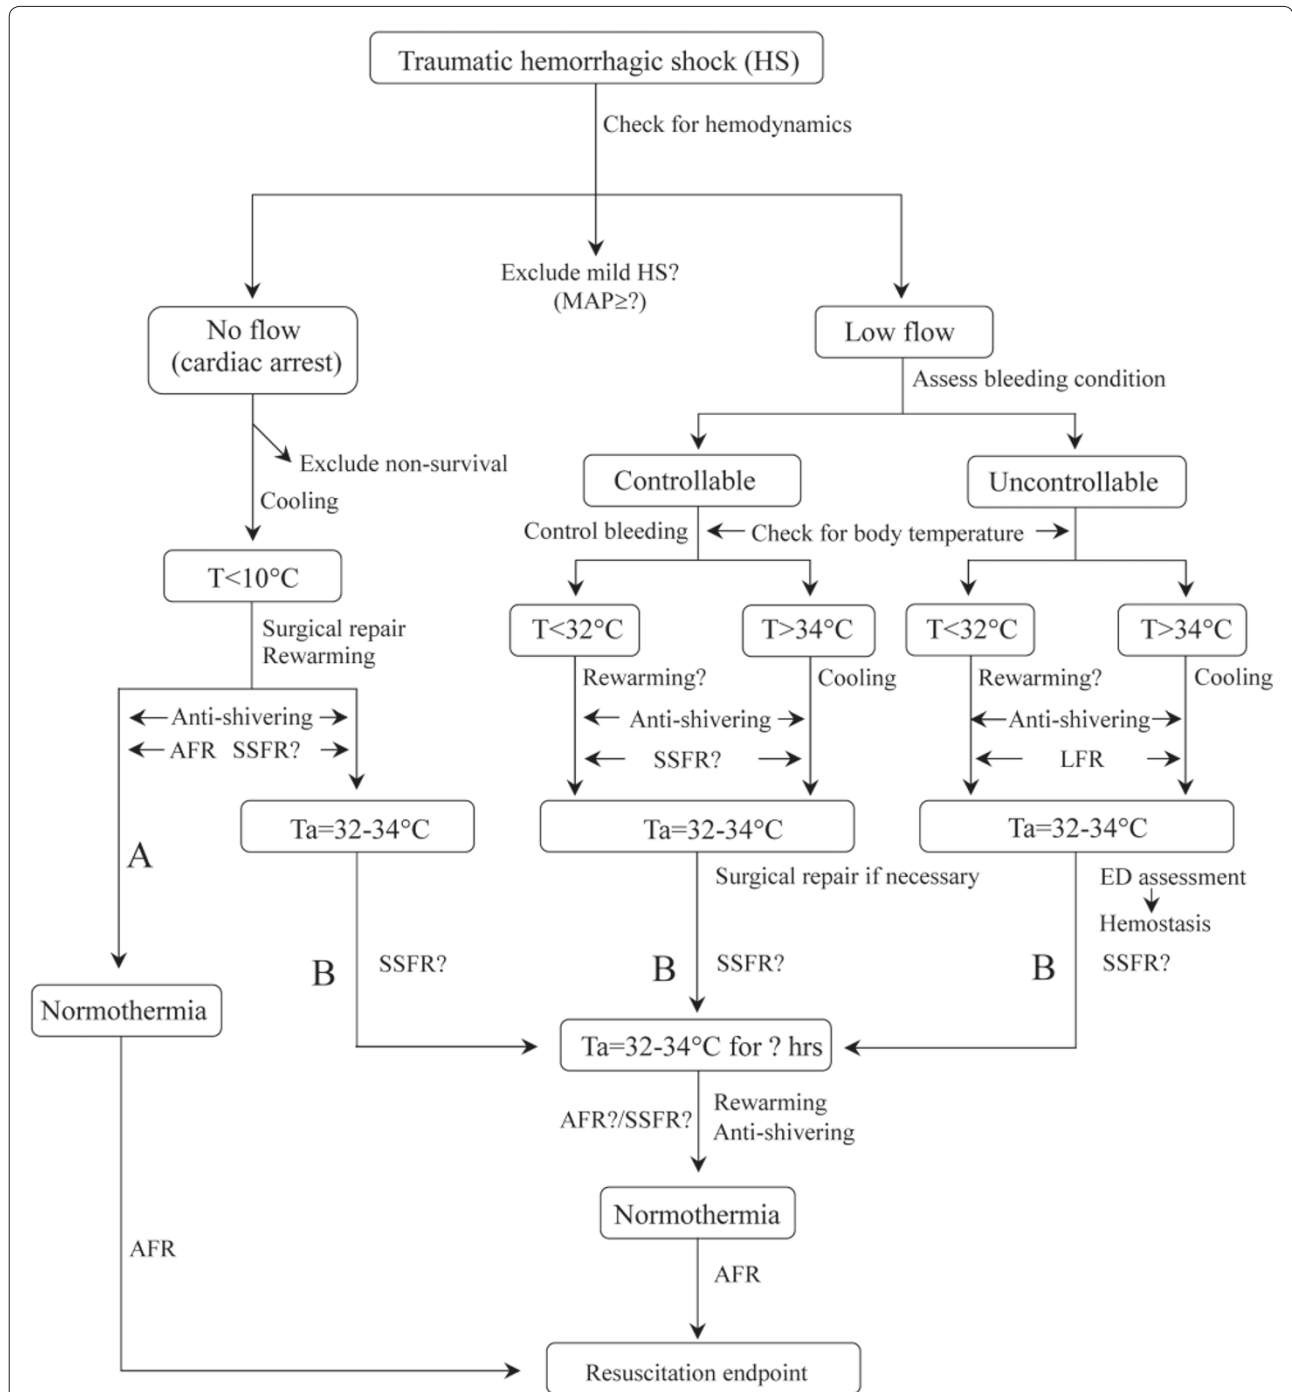 Traumatic hemorrhagic shock (HS)
Check for hemodynamics
Exclude mild HS?
(MAP≥?)
No flow
(cardiac arrest)
Low flow
Assess bleeding condition
Exclude non-survival
Cooling
Controllable
Uncontrollable
Control bleeding
Check for body temperature
T<10°C
T<32°C
T>34°C
T<32°C
T>34°C
Surgical repair
Rewarming
Rewarming?
Cooling
Rewarming?
Cooling
Anti-shivering
Anti-shivering
Anti-shivering
AFR SSFR?
SSFR?
LFR
Ta=32-34°C
Ta=32-34°C
Ta=32-34°C
A
Surgical repair if necessary
ED assessment
Hemostasis
B
SSFR?
B
SSFR?
B
SSFR?
Normothermia
Ta=32-34°C for ? hrs
AFR?/SSFR?
Rewarming
Anti-shivering
Normothermia
AFR
AFR
Resuscitation endpoint